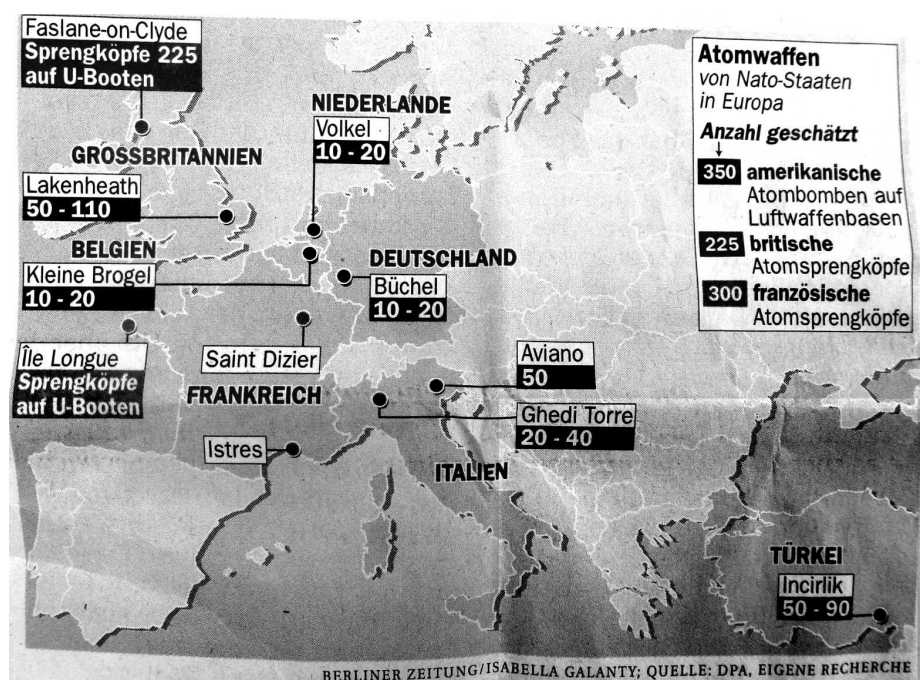 Faslane-on-Clyde
Sprengköpfe 225
auf U-Booten
GROSSBRITANNIEN
Lakenheath
50 - 110
BELGIEN
Kleine Brogel
10 - 20
Île Longue
Sprengköpfe
auf U-Booten
NIEDERLANDE
Volkel
10 - 20
DEUTSCHLAND
Büchel
10 - 20
Saint Dizier
FRANKREICH
Istres
Aviano
50
Ghedi Torre
20 - 40
ITALIEN
TÜRKEI
Incirlik
50 - 90
Atomwaffen
von Nato-Staaten
in Europa
Anzahl geschätzt
350 amerikanische
Atombomben auf
Luftwaffenbasen
225 britische
Atomsprengköpfe
300 französische
Atomsprengköpfe
BERLINER ZEITUNG/ISABELLA GALANTY; QUELLE: DPA, EIGENE RECHERCHE